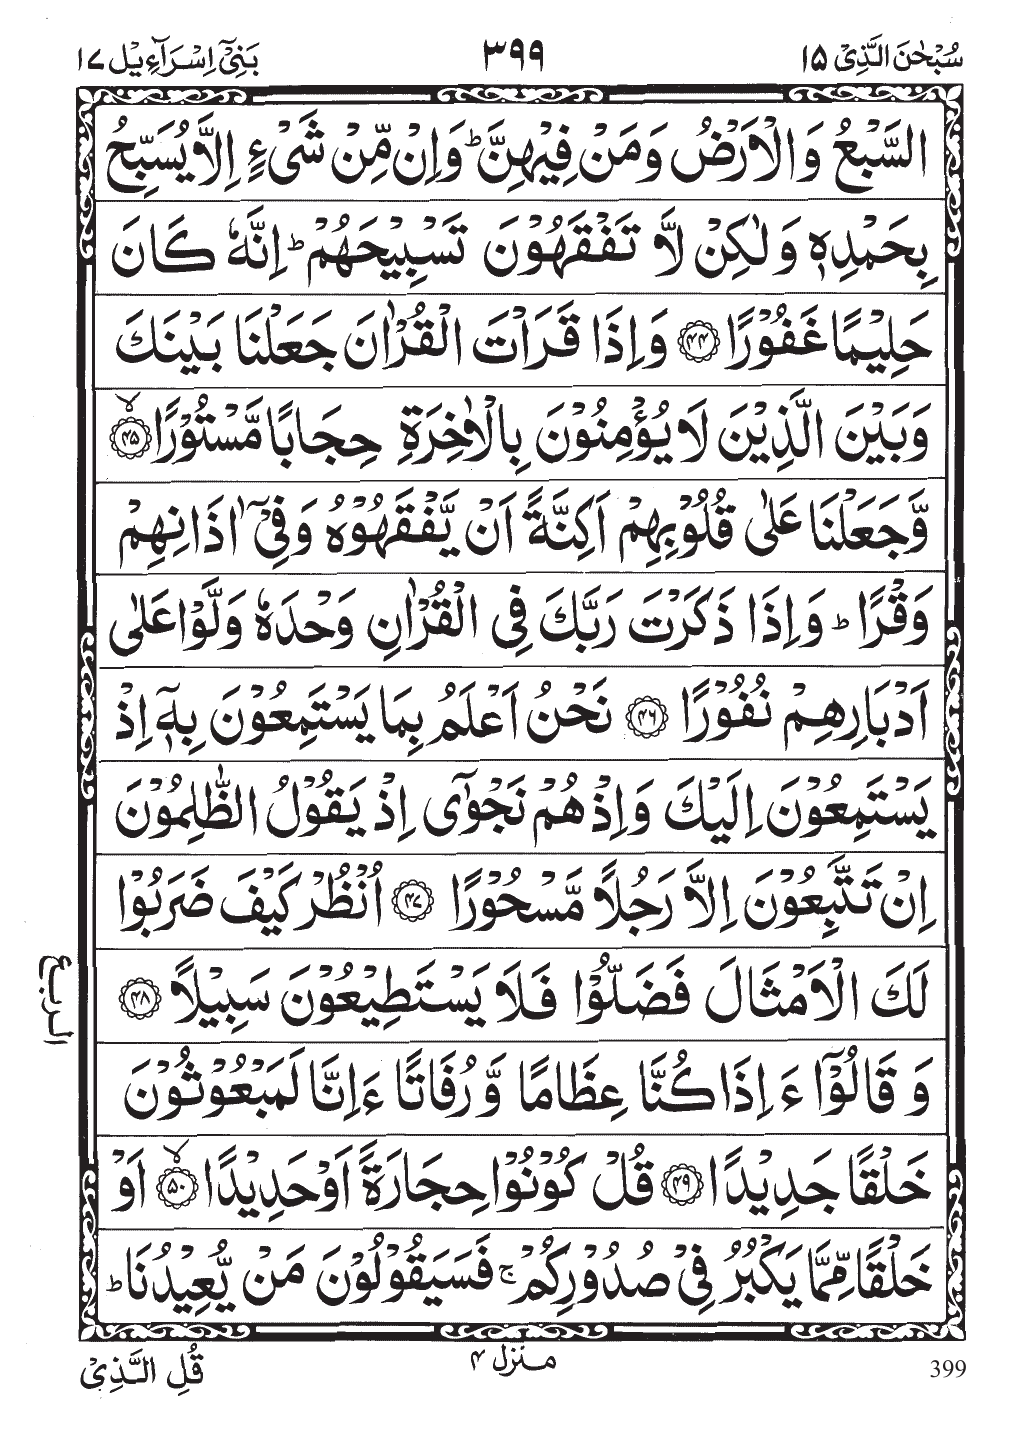 سُبْحٰنَ الَّذِیْ ۱۵
۳۹۹
بَنِیْٓ اِسْرَآءِیْل ۱۷
السَّبْعُ وَ الْاَرْضُ وَ مَنْ فِیْهِنَّ ؕ وَ اِنْ مِّنْ شَیْءٍ اِلَّا یُسَبِّحُ
بِحَمْدِهٖ وَ لٰكِنْ لَّا تَفْقَهُوْنَ تَسْبِیْحَهُمْ ؕ اِنَّهٗ كَانَ
حَلِیْمًا غَفُوْرًا ﴿۴۴﴾ وَ اِذَا قَرَاْتَ الْقُرْاٰنَ جَعَلْنَا بَیْنَكَ
وَ بَیْنَ الَّذِیْنَ لَا یُؤْمِنُوْنَ بِالْاٰخِرَةِ حِجَابًا مَّسْتُوْرًا ﴿۴۵﴾ۙ
وَّ جَعَلْنَا عَلٰی قُلُوْبِهِمْ اَكِنَّةً اَنْ یَّفْقَهُوْهُ وَ فِیْۤ اٰذَانِهِمْ
وَقْرًا ؕ وَ اِذَا ذَكَرْتَ رَبَّكَ فِی الْقُرْاٰنِ وَحْدَهٗ وَلَّوْا عَلٰۤی
اَدْبَارِهِمْ نُفُوْرًا ﴿۴۶﴾ نَحْنُ اَعْلَمُ بِمَا یَسْتَمِعُوْنَ بِهٖۤ اِذْ
یَسْتَمِعُوْنَ اِلَیْكَ وَ اِذْ هُمْ نَجْوٰۤی اِذْ یَقُوْلُ الظّٰلِمُوْنَ
اِنْ تَتَّبِعُوْنَ اِلَّا رَجُلًا مَّسْحُوْرًا ﴿۴۷﴾ اُنْظُرْ كَیْفَ ضَرَبُوْا
لَكَ الْاَمْثَالَ فَضَلُّوْا فَلَا یَسْتَطِیْعُوْنَ سَبِیْلًا ﴿۴۸﴾
الربع
وَ قَالُوْۤا ءَ اِذَا كُنَّا عِظَامًا وَّ رُفَاتًا ءَ اِنَّا لَمَبْعُوْثُوْنَ
خَلْقًا جَدِیْدًا ﴿۴۹﴾ قُلْ كُوْنُوْا حِجَارَةً اَوْ حَدِیْدًا ﴿۵۰﴾ۙ اَوْ
خَلْقًا مِّمَّا یَكْبُرُ فِیْ صُدُوْرِكُمْ ۚ فَسَیَقُوْلُوْنَ مَنْ یُّعِیْدُنَا ؕ
399
منزل ۴
قُلِ الَّذِیْ